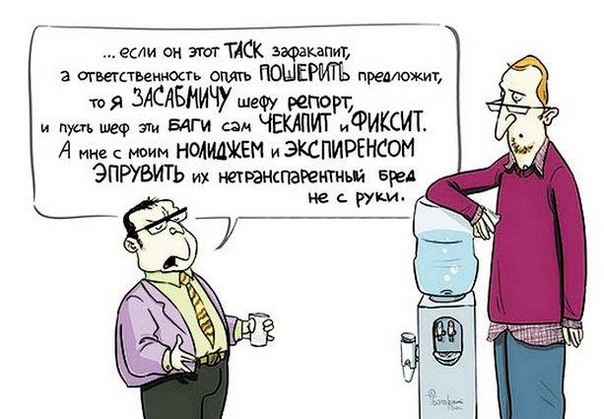 ... если он этот ТАСК зафакапит,
а ответственность опять ПОШЕРИТЬ предложит,
то Я ЗАСАБМИЧУ шефу репорт,
и пусть шеф эти БАГИ сам ЧЕКАПИТ и ФИКСИТ.
А мне с моим НОЛИДЖЕМ и ЭКСПИРЕНСОМ
ЭПРУВИТЬ их нетранспарентный бред
не с руки.